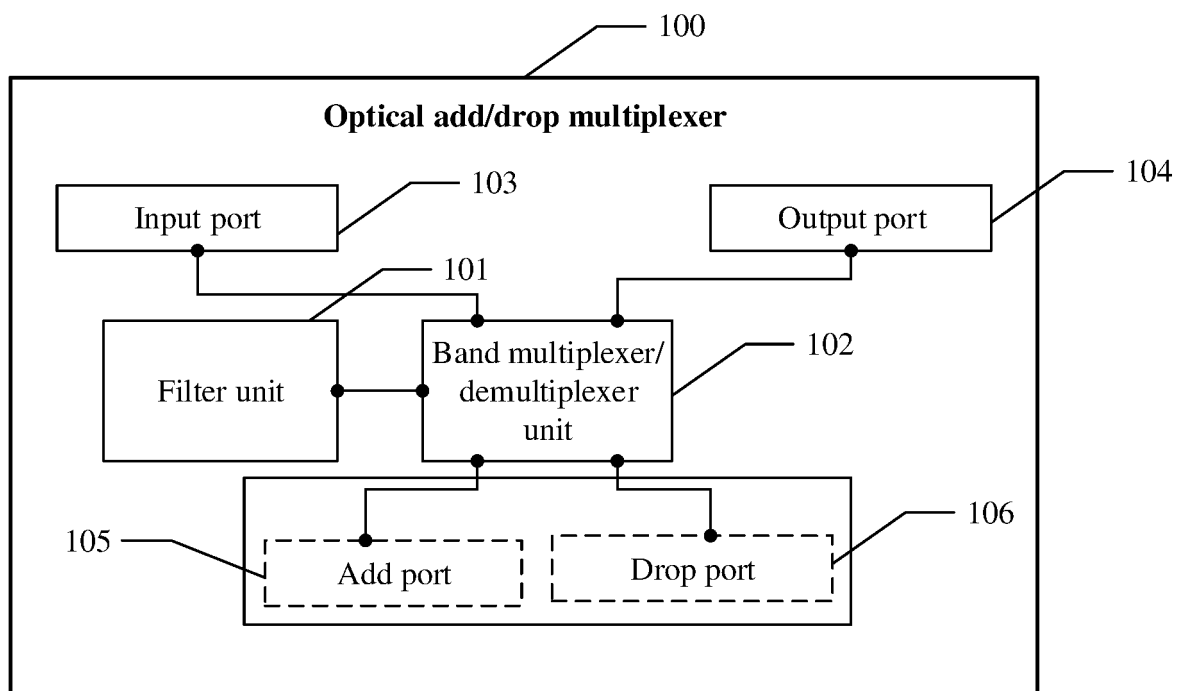 100
Optical add/drop multiplexer
103
104
Input port
Output port
101
Band multiplexer/
demultiplexer
unit
102
Filter unit
105
106
Add port
Drop port